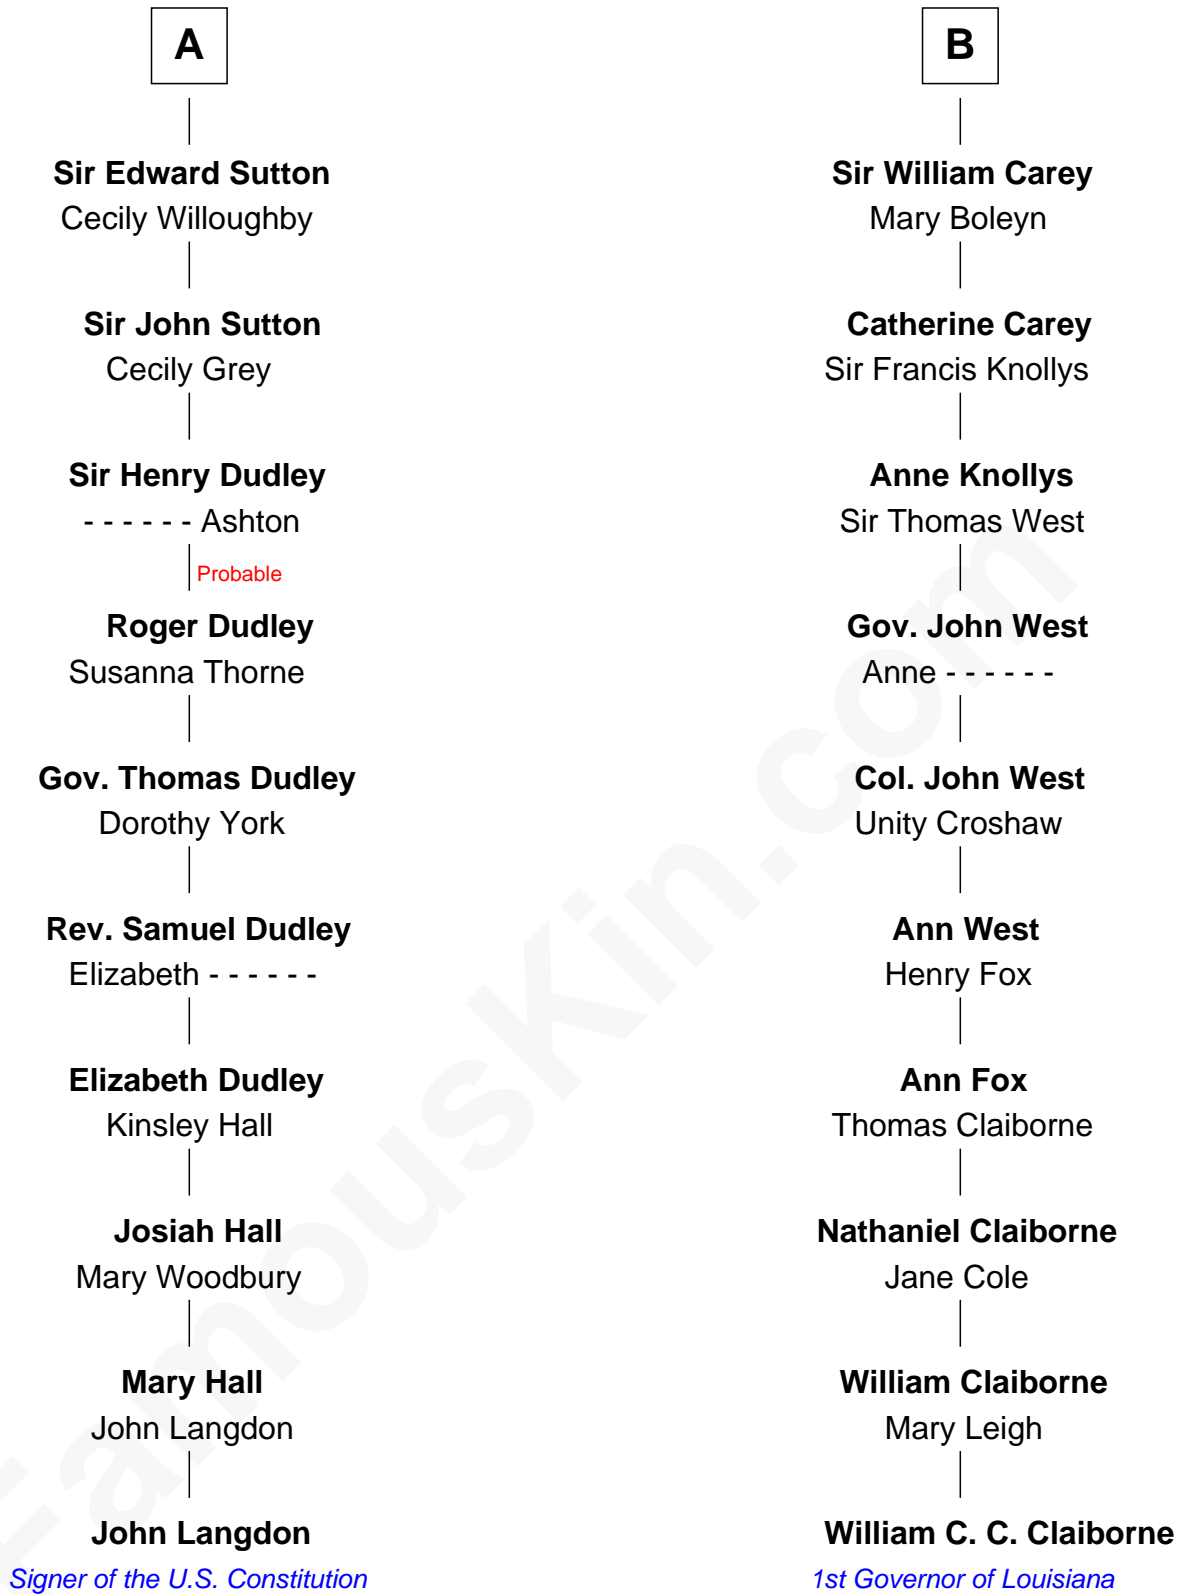 A
Sir Edward Sutton
Cecily Willoughby
Sir John Sutton
Cecily Grey
Sir Henry Dudley
- - - - - - Ashton
Probable
Roger Dudley
Susanna Thorne
Gov. Thomas Dudley
Dorothy York
Rev. Samuel Dudley
Elizabeth - - - - - -
Elizabeth Dudley
Kinsley Hall
Josiah Hall
Mary Woodbury
Mary Hall
John Langdon
John Langdon
Signer of the U.S. Constitution
B
Sir William Carey
Mary Boleyn
Catherine Carey
Sir Francis Knollys
Anne Knollys
Sir Thomas West
Gov. John West
Anne - - - - - -
Col. John West
Unity Croshaw
Ann West
Henry Fox
Ann Fox
Thomas Claiborne
Nathaniel Claiborne
Jane Cole
William Claiborne
Mary Leigh
William C. C. Claiborne
1st Governor of Louisiana
FamousKin.com